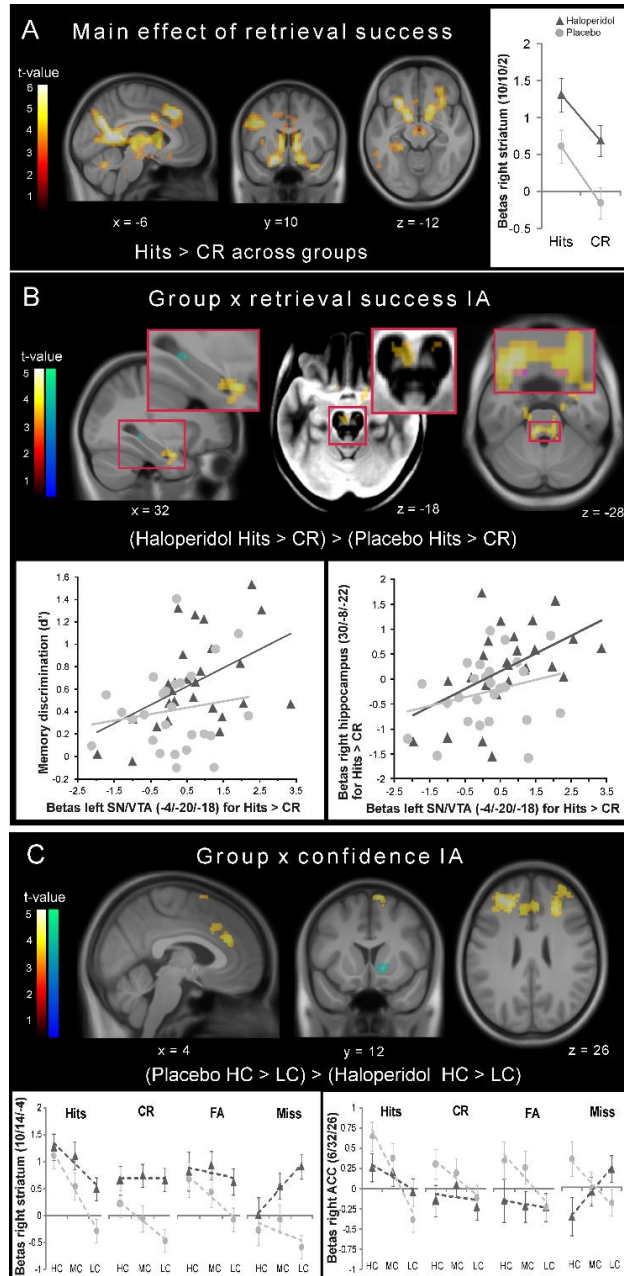 A
Main effect of retrieval success
t-value
6
5
4
3
2
1
x = -6
y =10
z = -12
Hits > CR across groups
Haloperidol
Placebo
Betas right striatum (10/10/2)
2
1.5
1
0.5
0
-0.5
Hits
CR
B
Group x retrieval success IA
t-value
5
4
3
2
1
x = 32
z = -18
z = -28
(Haloperidol Hits > CR) > (Placebo Hits > CR)
Memory discrimination (d')
1.6
1.4
1.2
1
0.8
0.6
0.4
0.2
0
-0.2
-2.5 -1.5 -0.5 0.5 1.5 2.5 3.5
Betas left SN/VTA (-4/-20/-18) for Hits > CR
Betas right hippocampus (30/-8/-22)
for Hits > CR
2
1.5
1
0.5
0
-0.5
-1
-1.5
-2
-2.5 -1.5 -0.5 0.5 1.5 2.5 3.5
Betas left SN/VTA (-4/-20/-18) for Hits > CR
C
Group x confidence IA
t-value
5
4
3
2
1
x = 4
y = 12
z = 26
(Placebo HC > LC) > (Haloperidol HC > LC)
Betas right striatum (10/14/-4)
2
1.5
1
0.5
0
-0.5
-1
Hits CR FA Miss
HC MC LC HC MC LC HC MC LC HC MC LC
Betas right ACC (6/32/26)
1
0.75
0.5
0.25
0
-0.25
-0.5
-0.75
-1
Hits CR FA Miss
HC MC LC HC MC LC HC MC LC HC MC LC